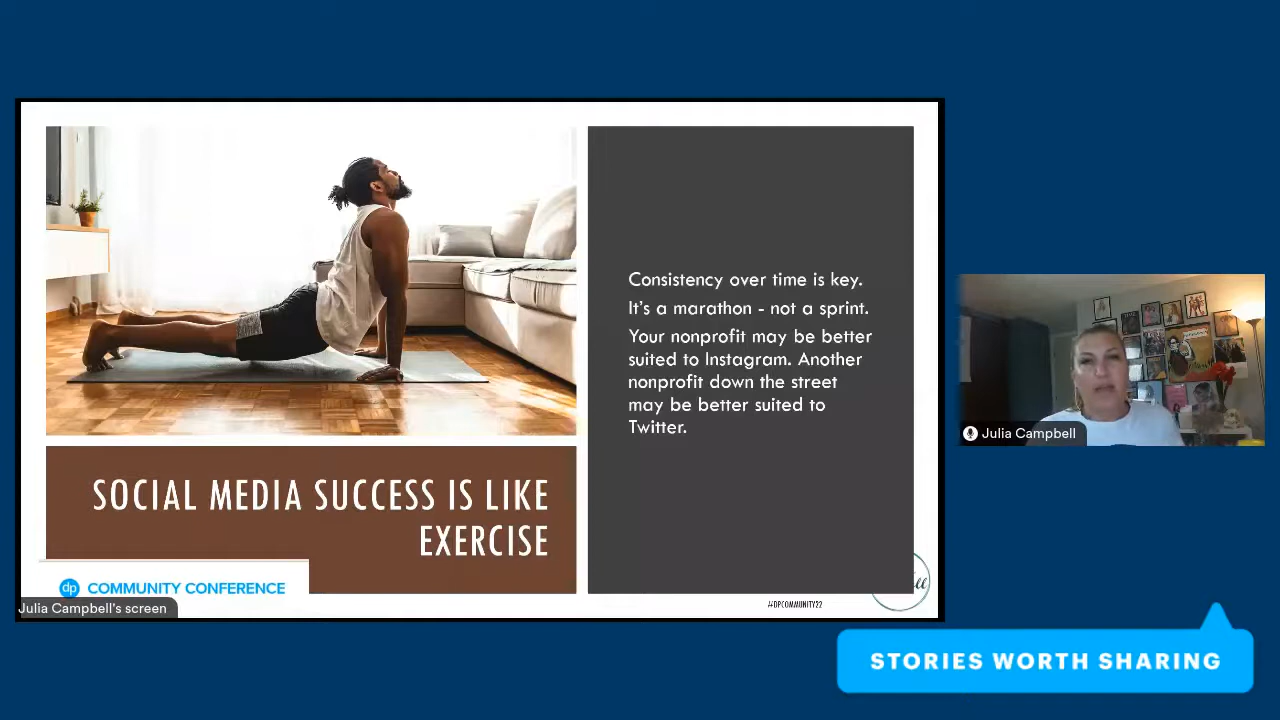 Consistency over time is key.
It's a marathon - not a sprint.
Your nonprofit may be better
suited to Instagram. Another
nonprofit down the street
may be better suited to
Twitter.
SOCIAL MEDIA SUCCESS IS LIKE
EXERCISE
dp COMMUNITY CONFERENCE
Julia Campbell's screen
#DPCOMMUNITY22
Julia Campbell
STORIES WORTH SHARING